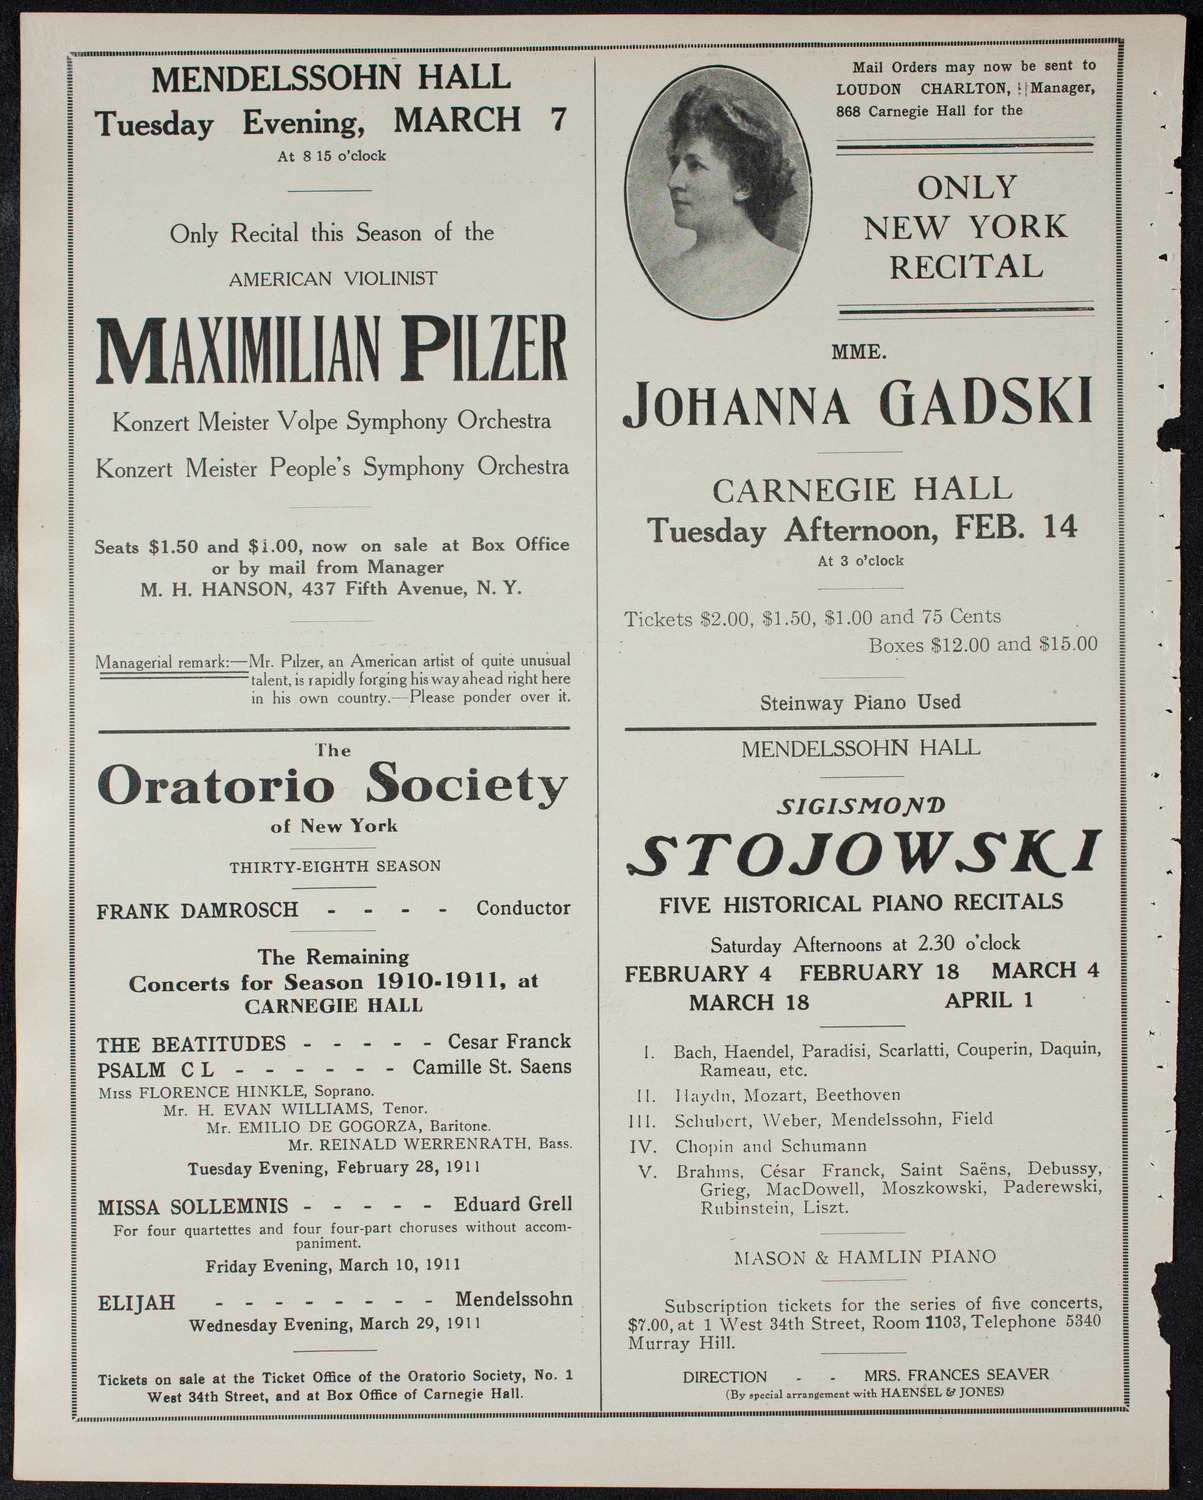 MENDELSSOHN HALL
Tuesday Evening, MARCH 7
At 8 15 o'clock
Only Recital this Season of the
AMERICAN VIOLINIST
MAXIMILIAN PILZER
Konzert Meister Volpe Symphony Orchestra
Konzert Meister People's Symphony Orchestra
Seats $1.50 and $1.00, now on sale at Box Office
or by mail from Manager
M. H. HANSON, 437 Fifth Avenue, N. Y.
Managerial remark:—Mr. Pilzer, an American artist of quite unusual
talent, is rapidly forging his way ahead right here
in his own country.—Please ponder over it.
The
Oratorio Society
of New York
THIRTY-EIGHTH SEASON
FRANK DAMROSCH - - - - Conductor
The Remaining
Concerts for Season 1910-1911, at
CARNEGIE HALL
THE BEATITUDES - - - - - Cesar Franck
PSALM CL - - - - - - Camille St. Saens
Miss FLORENCE HINKLE, Soprano.
Mr. H. EVAN WILLIAMS, Tenor.
Mr. EMILIO DE GOGORZA, Baritone.
Mr. REINALD WERRENRATH, Bass.
Tuesday Evening, February 28, 1911
MISSA SOLLEMNIS - - - - - Eduard Grell
For four quartettes and four four-part choruses without accom-
paniment.
Friday Evening, March 10, 1911
ELIJAH - - - - - - - - Mendelssohn
Wednesday Evening, March 29, 1911
Tickets on sale at the Ticket Office of the Oratorio Society, No. 1
West 34th Street, and at Box Office of Carnegie Hall.
Mail Orders may now be sent to
LOUDON CHARLTON, Manager,
868 Carnegie Hall for the
ONLY
NEW YORK
RECITAL
MME.
JOHANNA GADSKI
CARNEGIE HALL
Tuesday Afternoon, FEB. 14
At 3 o'clock
Tickets $2.00, $1.50, $1.00 and 75 Cents
Boxes $12.00 and $15.00
Steinway Piano Used
MENDELSSOHN HALL
SIGISMOND
STOJOWSKI
FIVE HISTORICAL PIANO RECITALS
Saturday Afternoons at 2.30 o'clock
FEBRUARY 4 FEBRUARY 18 MARCH 4
MARCH 18 APRIL 1
I. Bach, Haendel, Paradisi, Scarlatti, Couperin, Daquin,
Rameau, etc.
II. Haydn, Mozart, Beethoven
III. Schubert, Weber, Mendelssohn, Field
IV. Chopin and Schumann
V. Brahms, César Franck, Saint Saëns, Debussy,
Grieg, MacDowell, Moszkowski, Paderewski,
Rubinstein, Liszt.
MASON & HAMLIN PIANO
Subscription tickets for the series of five concerts,
$7.00, at 1 West 34th Street, Room 1103, Telephone 5340
Murray Hill.
DIRECTION - - MRS. FRANCES SEAVER
(By special arrangement with HAENSEL & JONES)